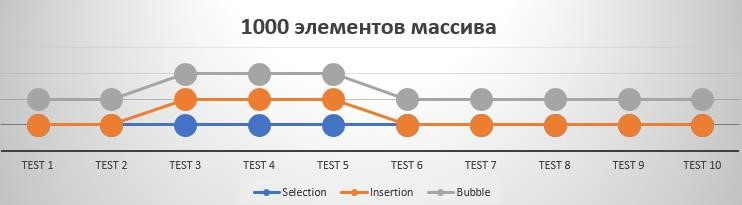 1000 элементов массива
TEST 1 TEST 2 TEST 3 TEST 4 TEST 5 TEST 6 TEST 7 TEST 8 TEST 9 TEST 10
Selection Insertion Bubble